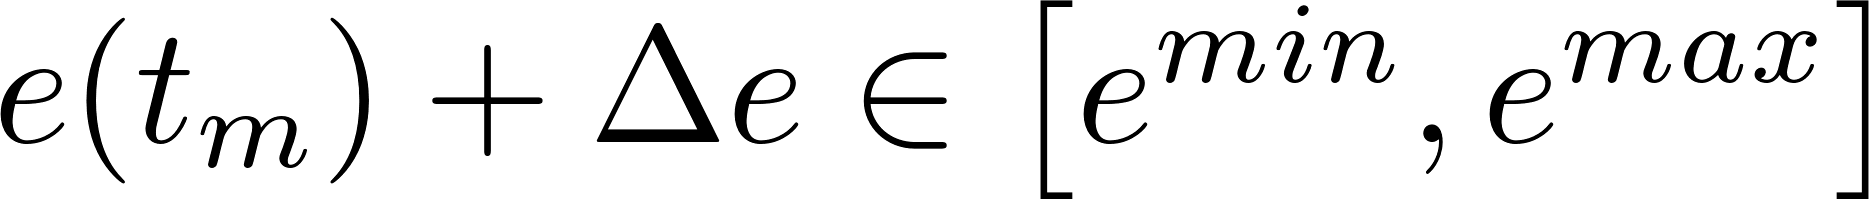 e(t_m) + Δe ∈ [e^{min}, e^{max}]